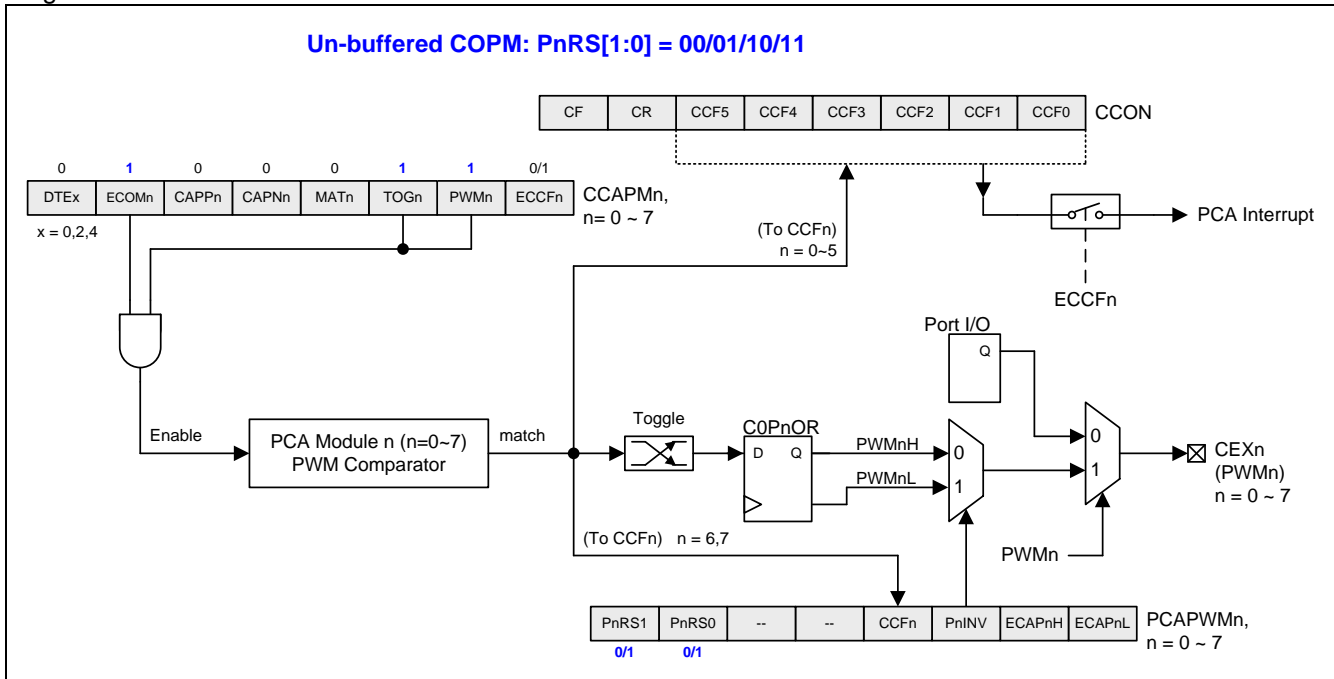 Un-buffered COPM: PnRS[1:0] = 00/01/10/11
CF CR CCF5 CCF4 CCF3 CCF2 CCF1 CCF0 CCON
0 1 0 0 0 1 1 0/1
DTEx ECOMn CAPPn CAPNn MATn TOGn PWMn ECCFn CCAPMn,
n= 0 ~ 7
x = 0,2,4
(To CCFn)
n = 0~5
PCA Interrupt
ECCFn
Port I/O
Q
Enable
PCA Module n (n=0~7)
PWM Comparator
match
Toggle
C0PnOR
D Q
PWMnH
PWMnL
0
1
0
1
CEXn
(PWMn)
n = 0 ~ 7
(To CCFn) n = 6,7
PWMn
PnRS1 PnRS0 -- -- CCFn PnINV ECAPnH ECAPnL PCAPWMn,
n = 0 ~ 7
0/1 0/1